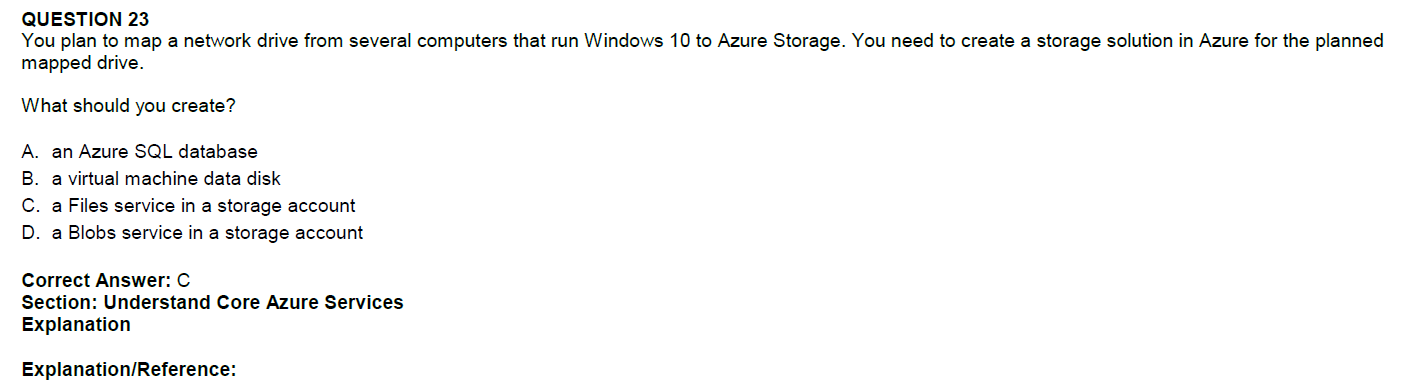 QUESTION 23
You plan to map a network drive from several computers that run Windows 10 to Azure Storage. You need to create a storage solution in Azure for the planned
mapped drive.
What should you create?
A. an Azure SQL database
B. a virtual machine data disk
C. a Files service in a storage account
D. a Blobs service in a storage account
Correct Answer: C
Section: Understand Core Azure Services
Explanation
Explanation/Reference: